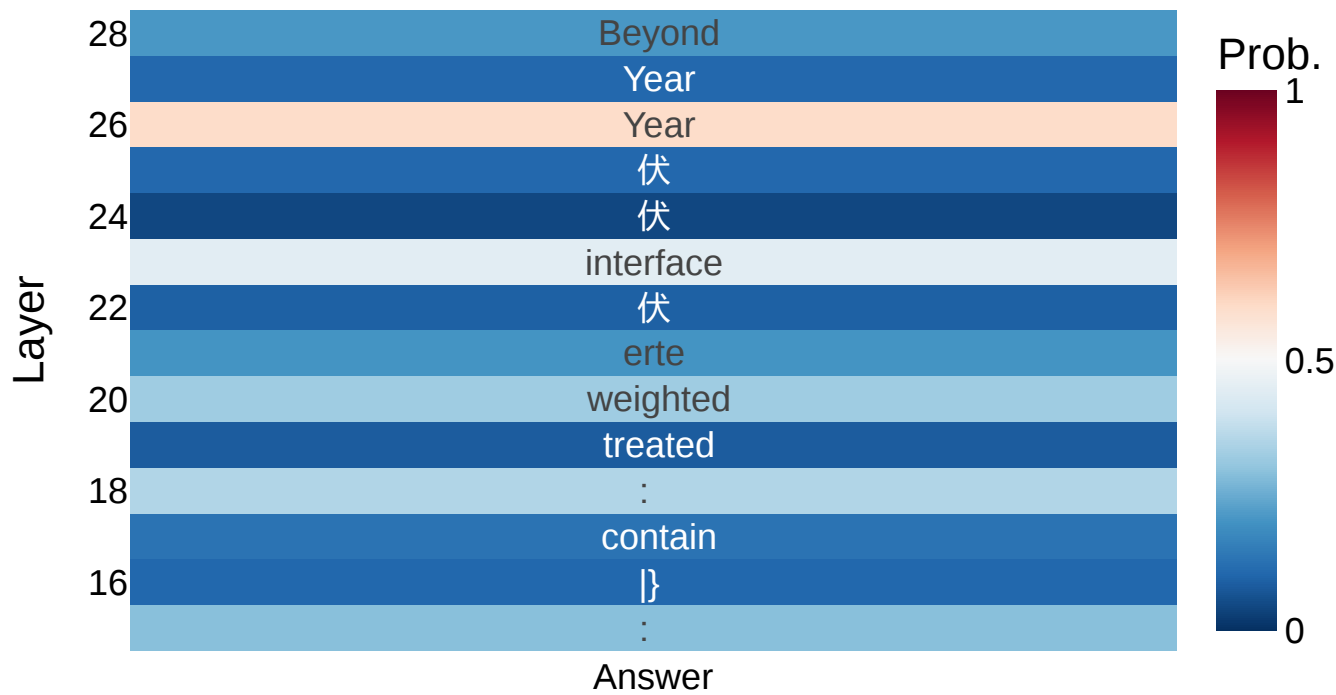 28 Beyond
Prob.
Year
1
26 Year
伏
24 伏
interface
22 伏
erte
0.5
Layer
20 weighted
treated
18 :
contain
16 |}
:
0
Answer